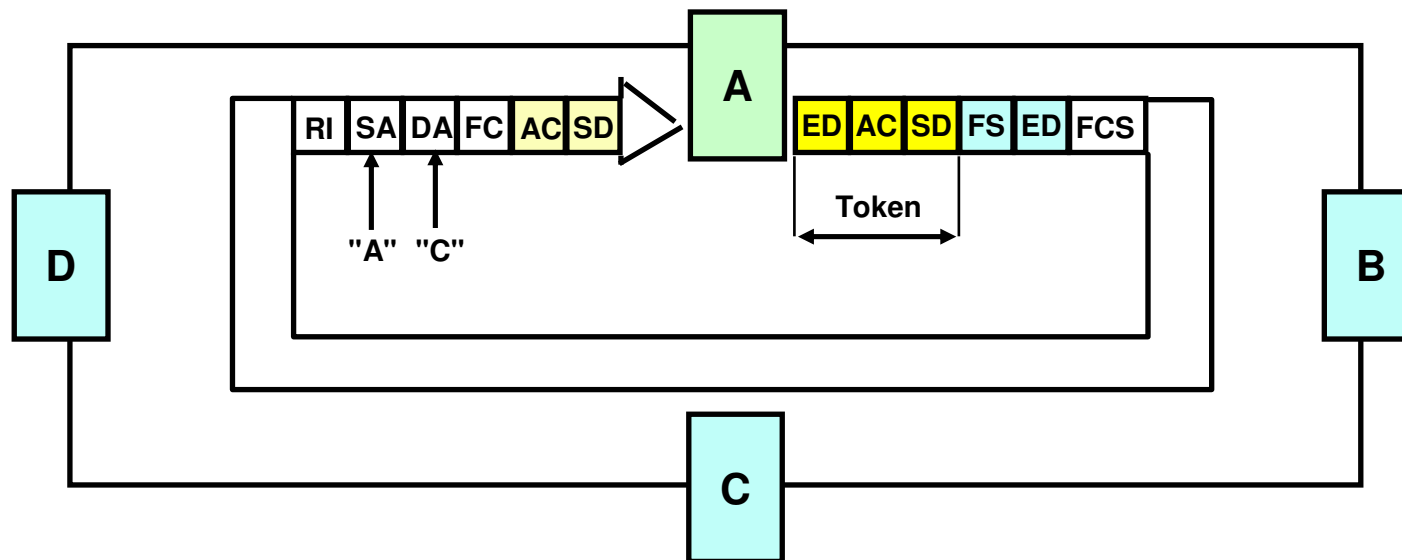 A
RI SA DA FC AC SD
ED AC SD FS ED FCS
Token
"A" "C"
D
B
C